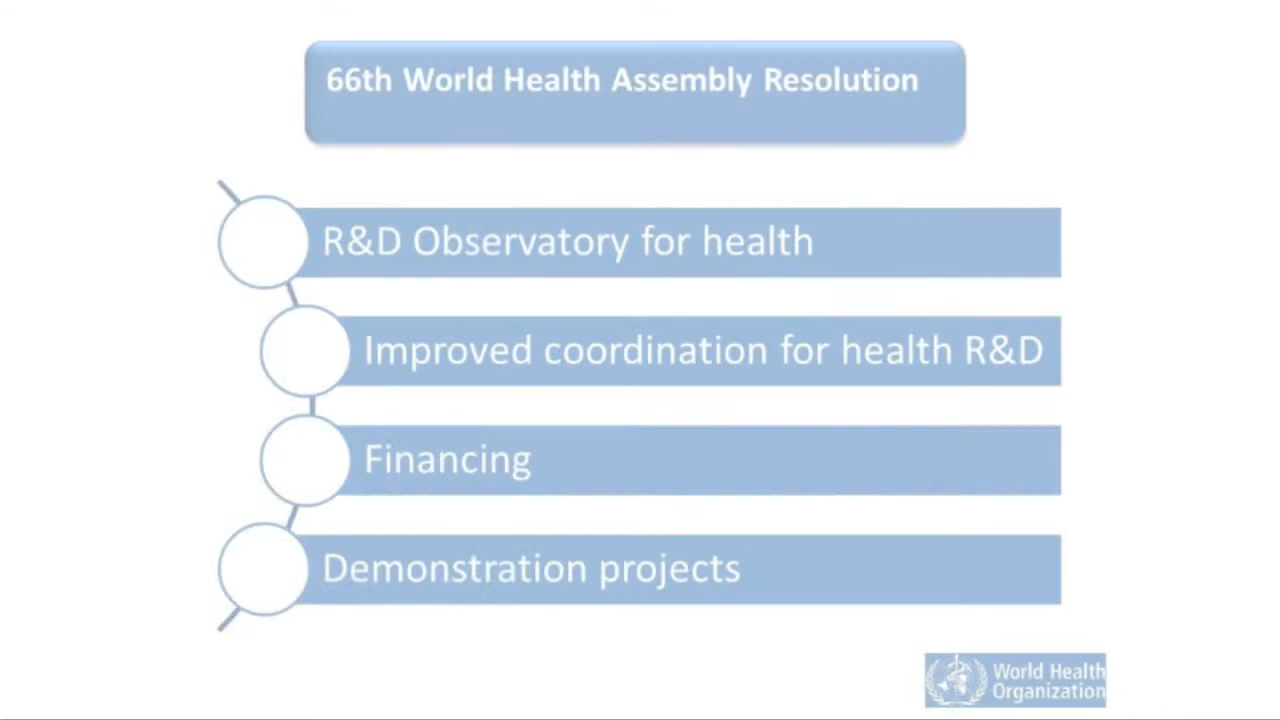 66th World Health Assembly Resolution
R&D Observatory for health
Improved coordination for health R&D
Financing
Demonstration projects
World Health
Organization